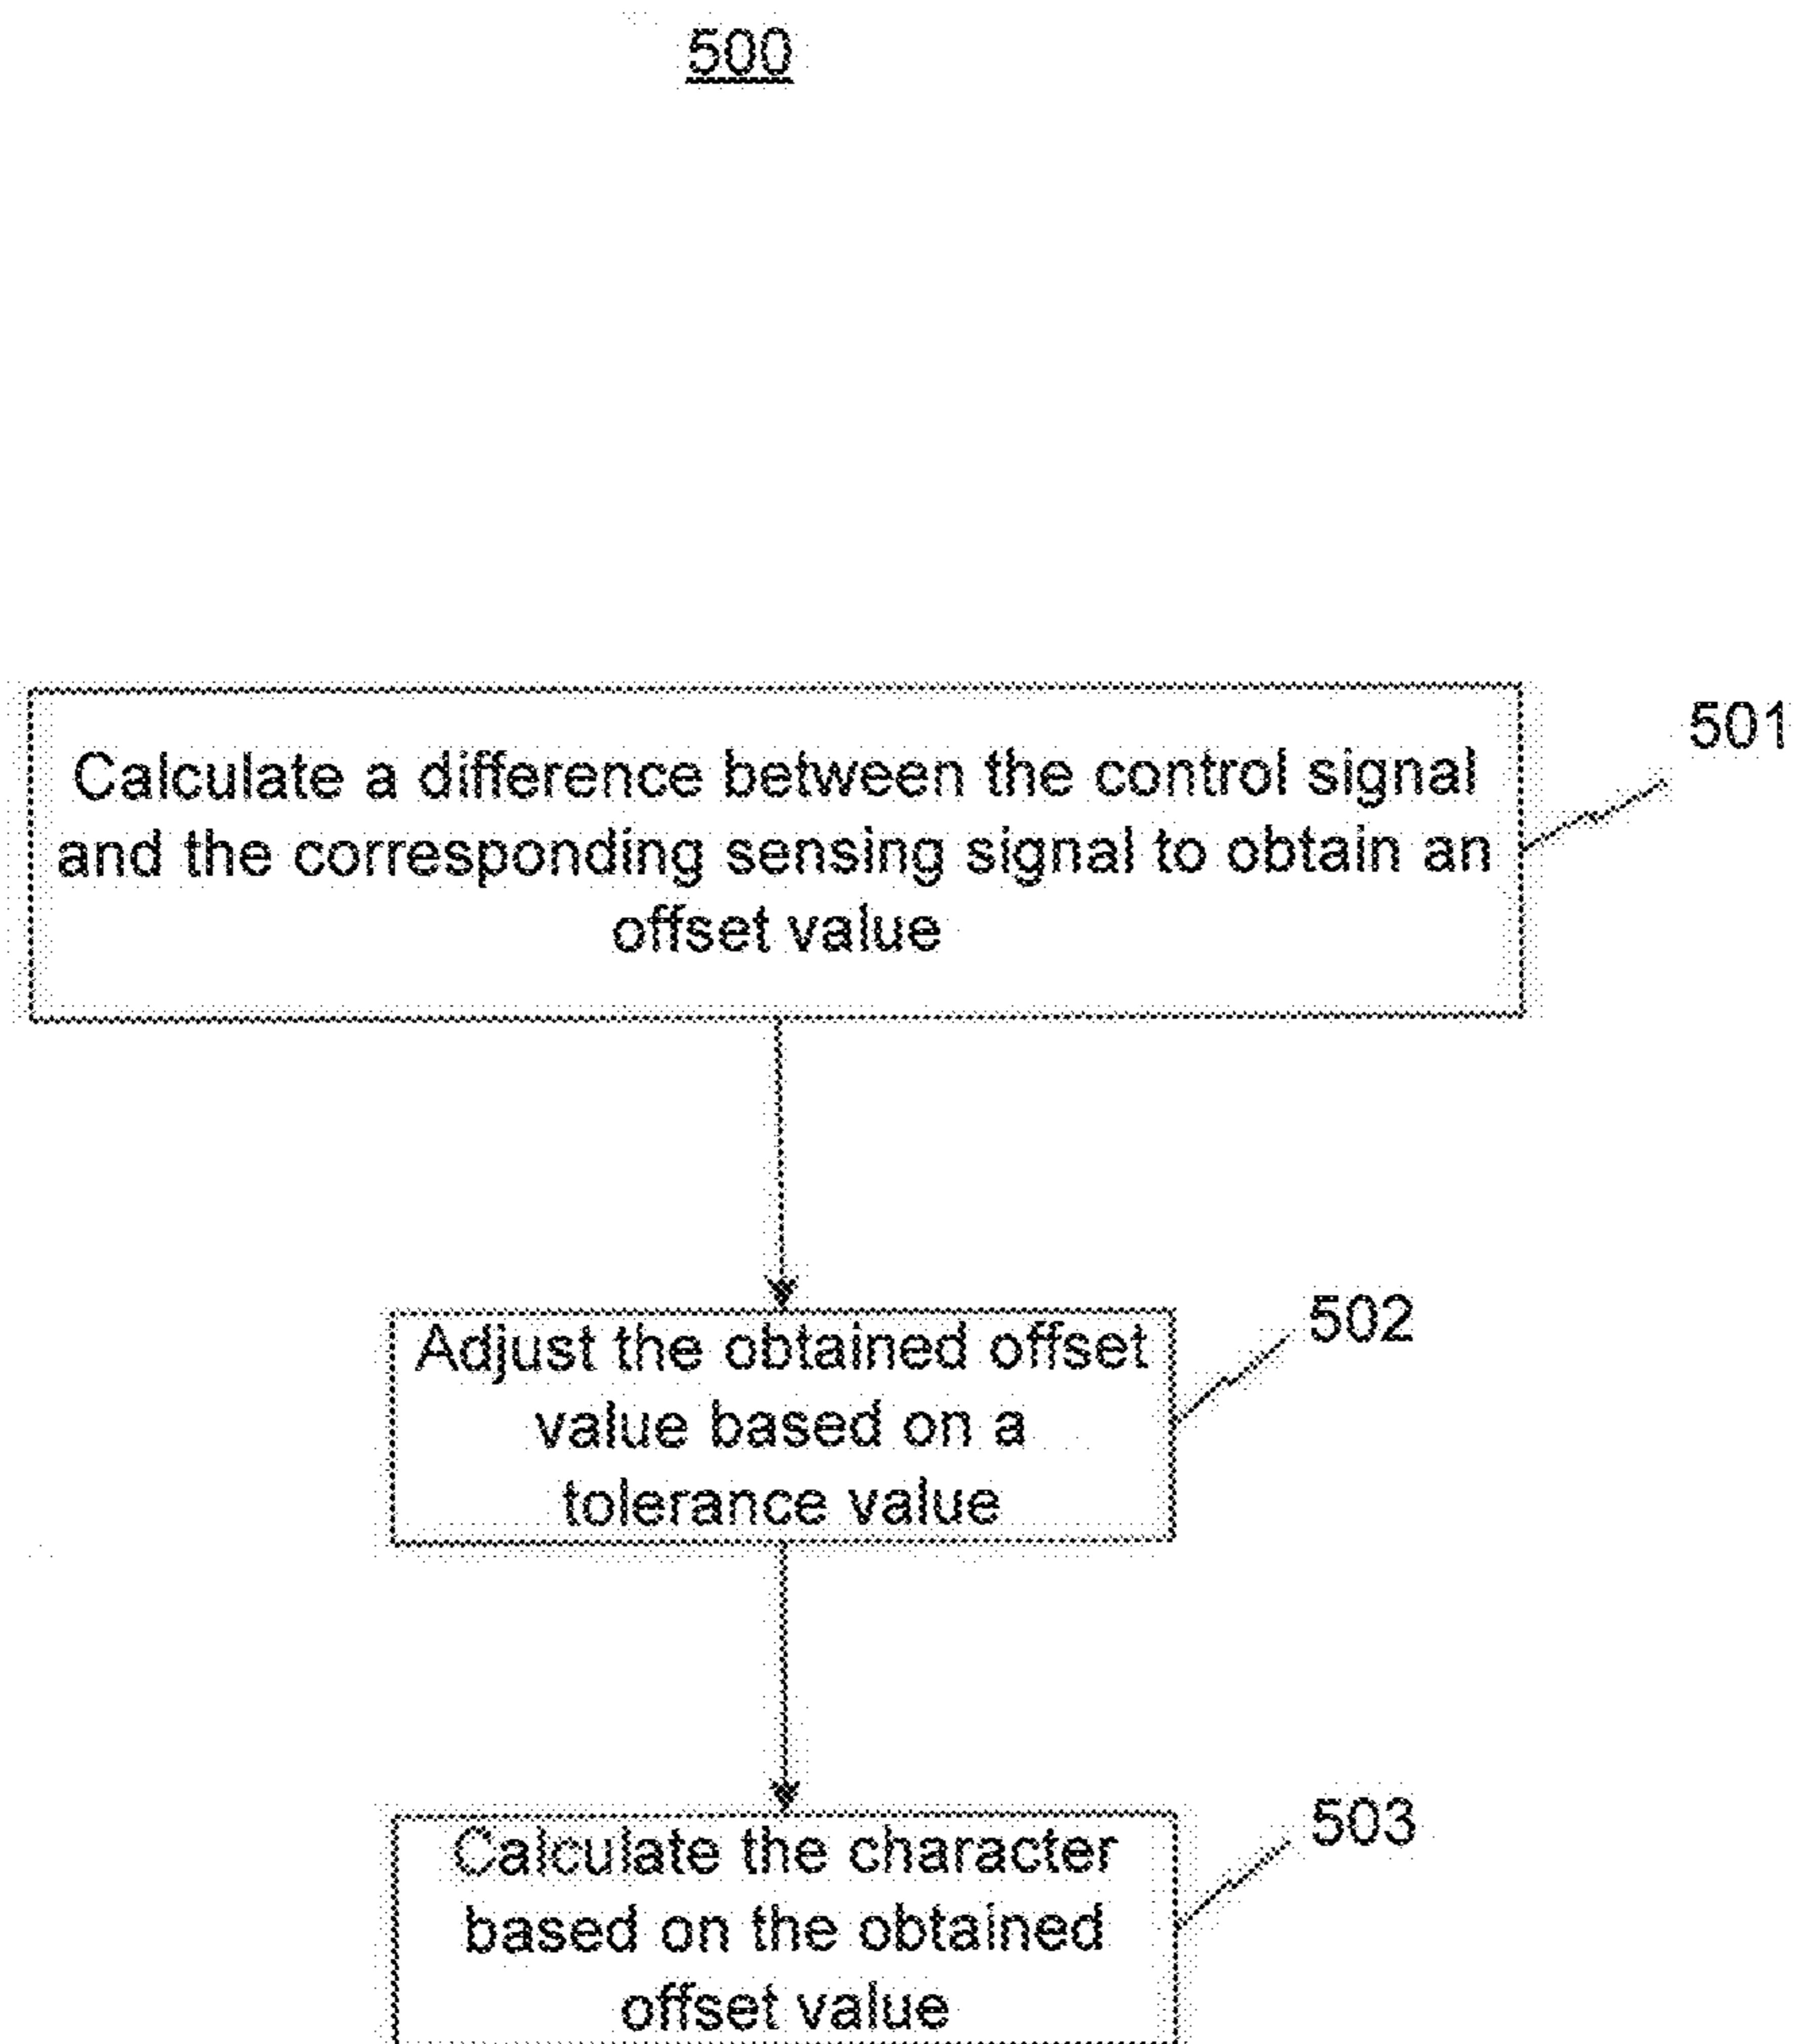 500
501
Calculate a difference between the control signal
and the corresponding sensing signal to obtain an
offset value
502
Adjust the obtained offset
value based on a
tolerance value
503
Calculate the character
based on the obtained
offset value